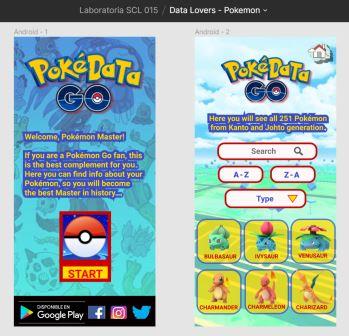 Laboratoria SCL 015 / Data Lovers - Pokemon
Android - 1
PokéData
GO
Welcome, Pokémon Master!
If you are a Pokémon Go fan, this
is the best complement for you.
Here you can find info about your
Pokémon, so you will become
the best Master in history...
START
DISPONIBLE EN
Google Play
Android - 2
PokéData
GO
Here you will see all 251 Pokémon
from Kanto and Johto generation.
Search
A - Z
Z - A
Type
BULBASAUR
IVYSAUR
VENUSAUR
CHARMANDER
CHARMELEON
CHARIZARD